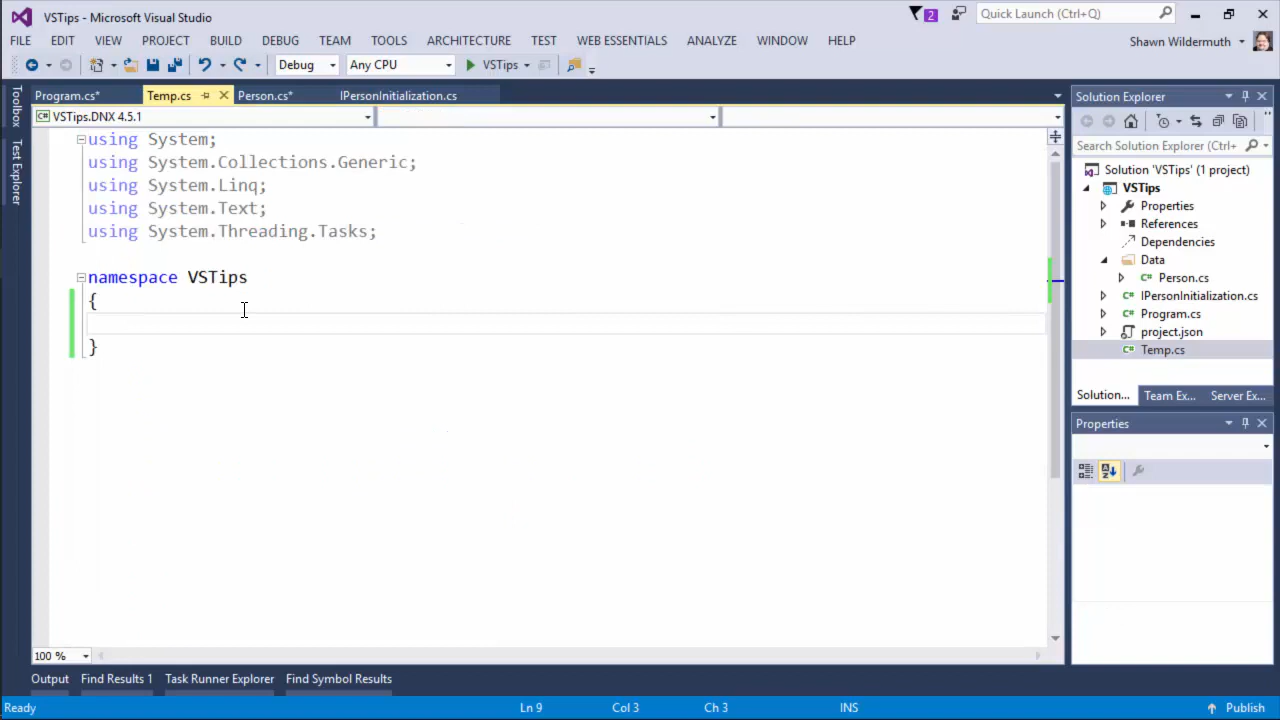 VSTips - Microsoft Visual Studio
2
Quick Launch (Ctrl+Q)
FILE EDIT VIEW PROJECT BUILD DEBUG TEAM TOOLS ARCHITECTURE TEST WEB ESSENTIALS ANALYZE WINDOW HELP
Shawn Wildermuth
Debug Any CPU VSTips
Toolbox
Test Explorer
Program.cs* Temp.cs Person.cs* IPersonInitialization.cs
VSTips.DNX 4.5.1
using System;
using System.Collections.Generic;
using System.Linq;
using System.Text;
using System.Threading.Tasks;
namespace VSTips
{
}
100 %
Solution Explorer
Search Solution Explorer (Ctrl+
Solution 'VSTips' (1 project)
VSTips
Properties
References
Dependencies
Data
Person.cs
IPersonInitialization.cs
Program.cs
project.json
Temp.cs
Solution... Team Ex... Server Ex...
Properties
Output Find Results 1 Task Runner Explorer Find Symbol Results
Ready Ln 9 Col 3 Ch 3 INS Publish